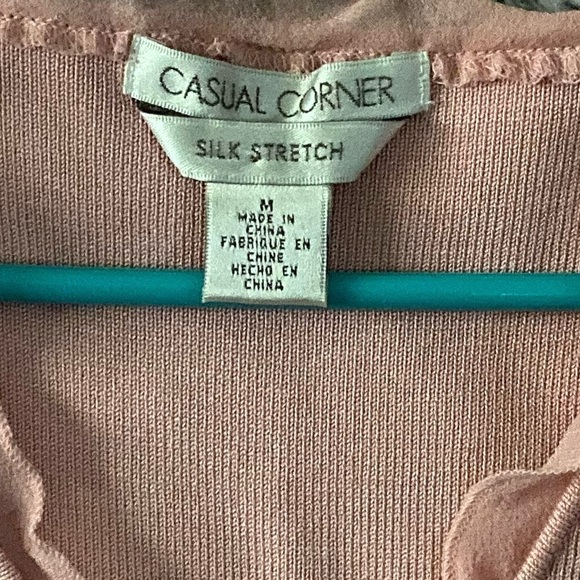 CASUAL CORNER
SILK STRETCH
M
MADE IN
CHINA
FABRIQUE EN
CHINE
HECHO EN
CHINA